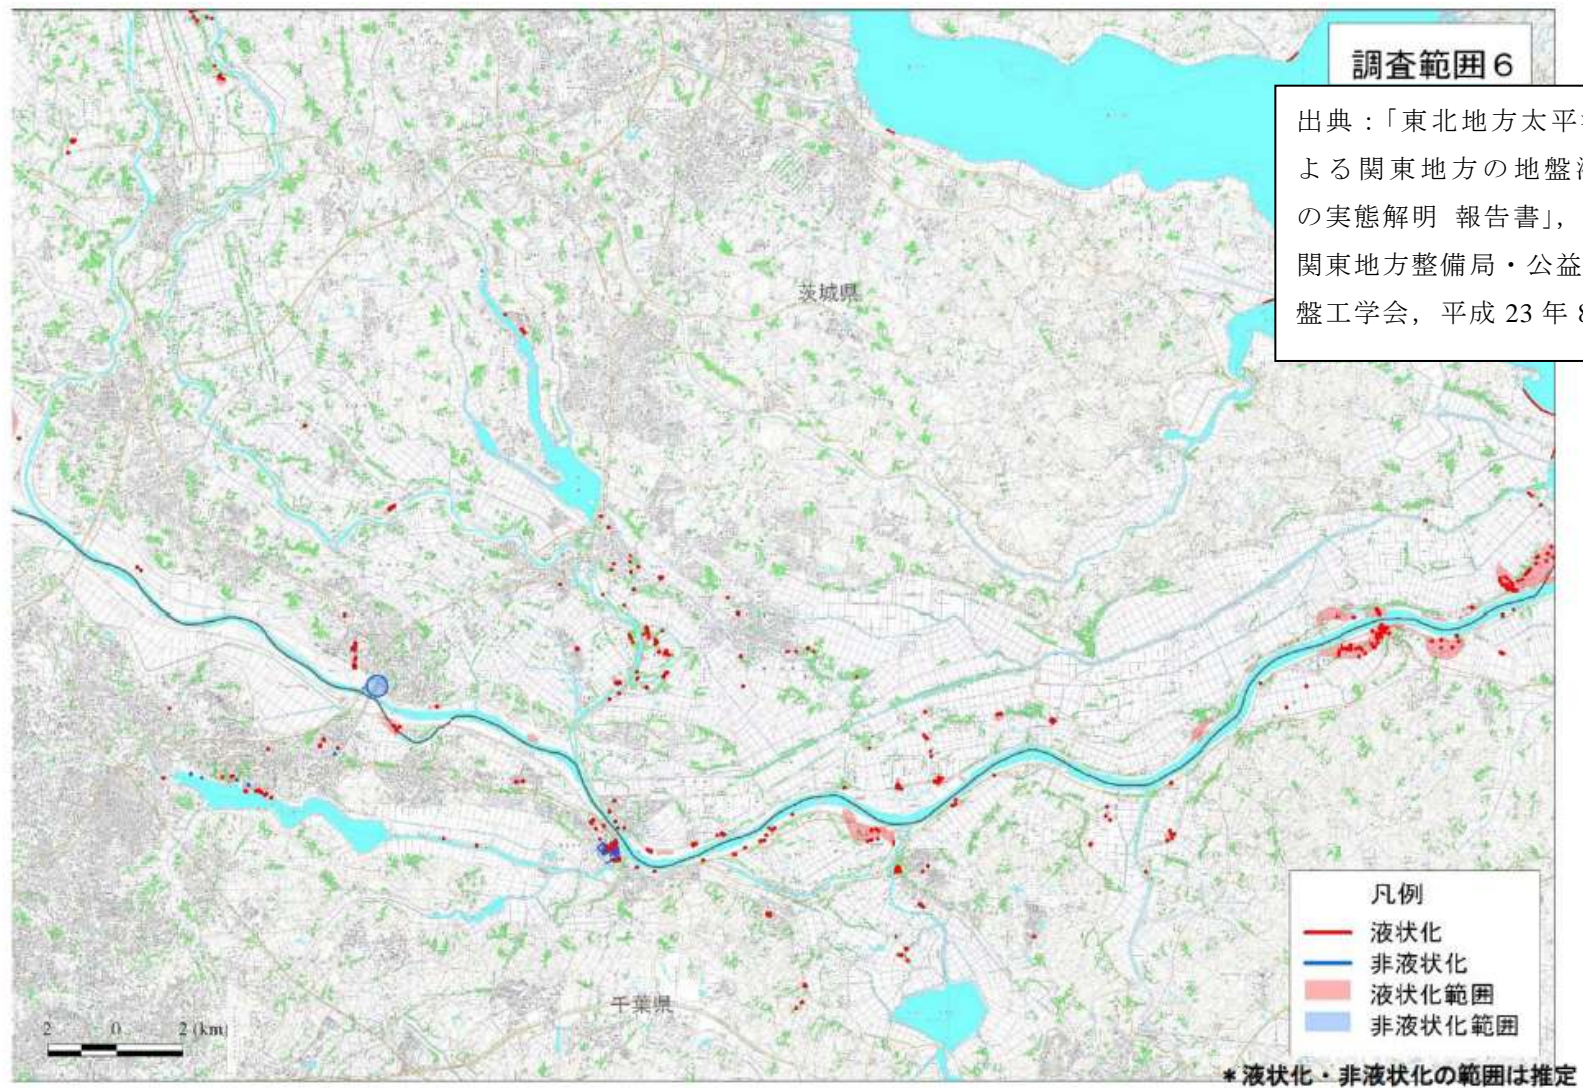 調査範囲6
出典：「東北地方太平
よる関東地方の地盤
の実態解明 報告書」，
関東地方整備局・公益
盤工学会，平成 23 年 8
茨城県
千葉県
2 0 2 (km)
凡例
液状化
非液状化
液状化範囲
非液状化範囲
＊液状化・非液状化の範囲は推定